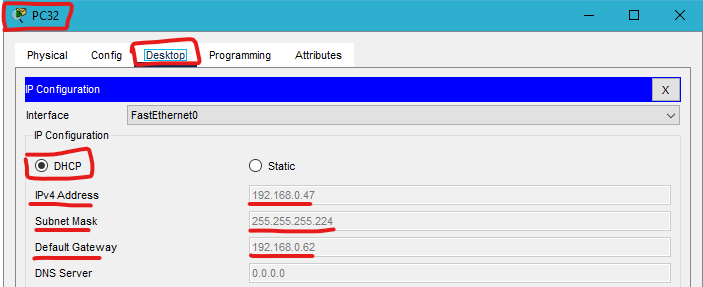 PC32
Physical Config Desktop Programming Attributes
IP Configuration X
Interface FastEthernet0
IP Configuration
DHCP Static
IPv4 Address 192.168.0.47
Subnet Mask 255.255.255.224
Default Gateway 192.168.0.62
DNS Server 0.0.0.0